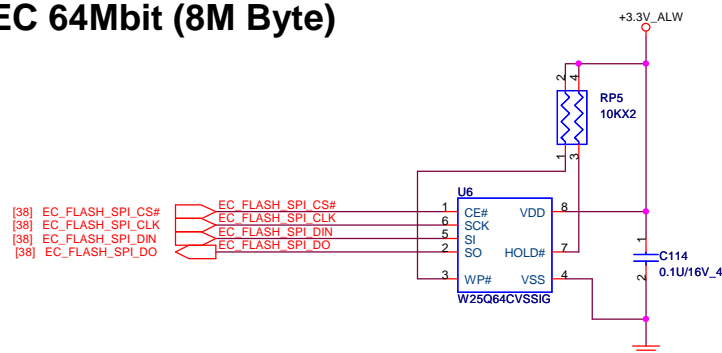 EC 64Mbit (8M Byte)
+3.3V_ALW
2
4
RP5
10KX2
1
3
U6
[38] EC_FLASH_SPI_CS# EC_FLASH_SPI_CS# 1 CE# VDD 8
[38] EC_FLASH_SPI_CLK EC_FLASH_SPI_CLK 6 SCK
[38] EC_FLASH_SPI_DIN EC_FLASH_SPI_DIN 5 SI
[38] EC_FLASH_SPI_DO EC_FLASH_SPI_DO 2 SO HOLD# 7
3 WP# VSS 4
W25Q64CVSSIG
1
C114
0.1U/16V_4
2